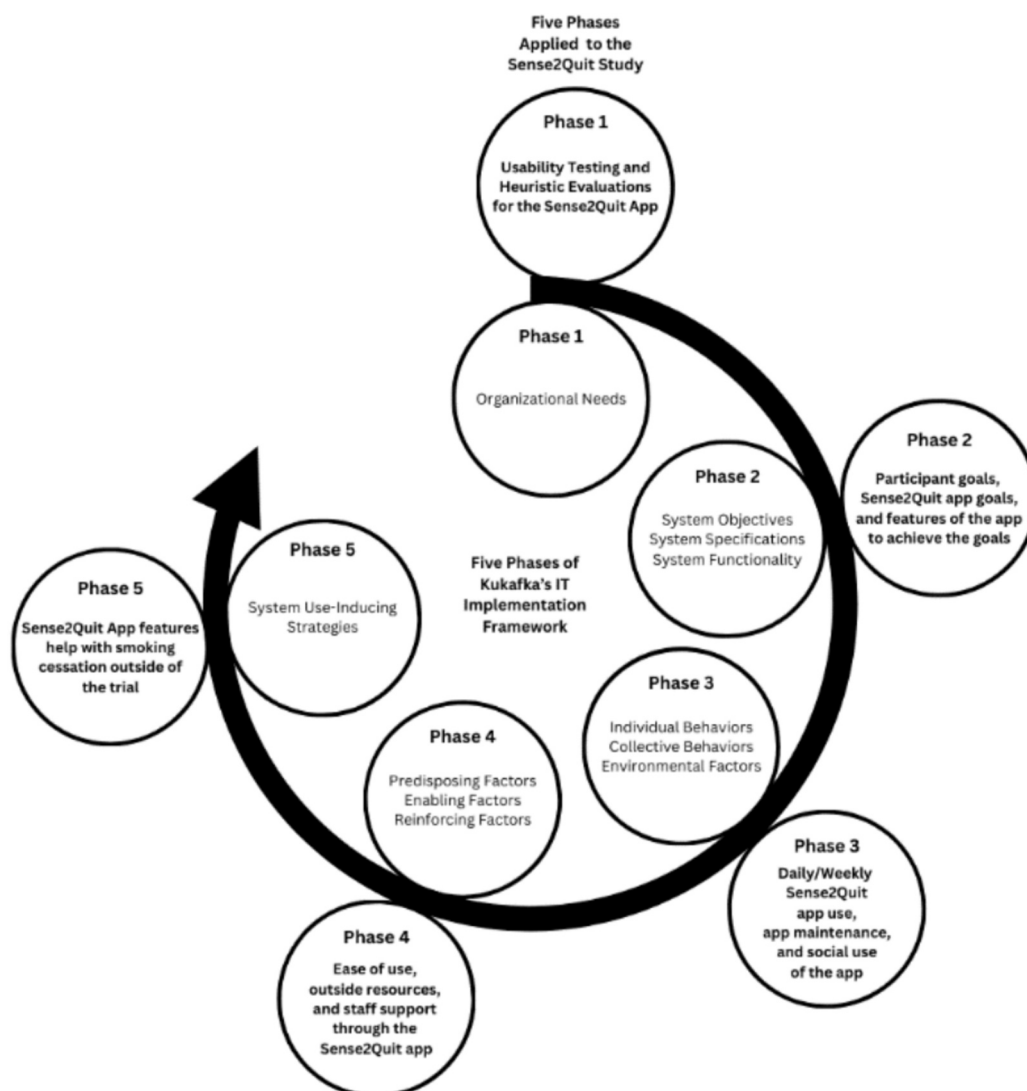 Five Phases
Applied to the
Sense2Quit Study
Phase 1
Usability Testing and
Heuristic Evaluations
for the Sense2Quit App
Phase 1
Organizational Needs
Phase 2
Participant goals,
Sense2Quit app goals,
and features of the app
to achieve the goals
Phase 2
System Objectives
System Specifications
System Functionality
Five Phases of
Kukafka's IT
Implementation
Framework
Phase 5
System Use-Inducing
Strategies
Phase 5
Sense2Quit App features
help with smoking
cessation outside of
the trial
Phase 3
Individual Behaviors
Collective Behaviors
Environmental Factors
Phase 4
Predisposing Factors
Enabling Factors
Reinforcing Factors
Phase 3
Daily/Weekly
Sense2Quit
app use,
app maintenance,
and social use
of the app
Phase 4
Ease of use,
outside resources,
and staff support
through the
Sense2Quit app